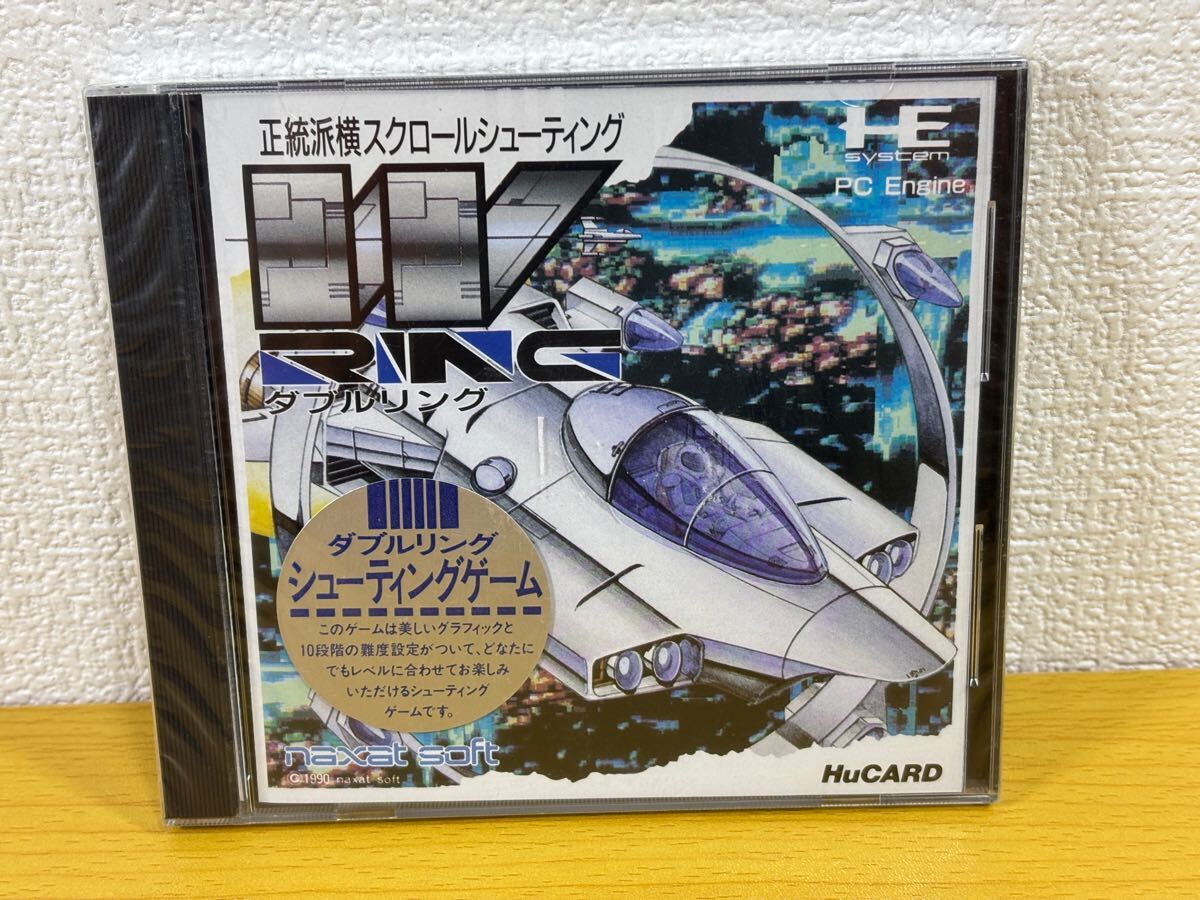 正統派横スクロールシューティング
HE
system
PC Engine
W
RING
ダブルリング
ダブルリング
シューティングゲーム
このゲームは美しいグラフィックと
10段階の難度設定がついて、どなたに
でもレベルに合わせてお楽しみ
いただけるシューティング
ゲームです。
naxat soft
© 1990 naxat soft
HuCARD